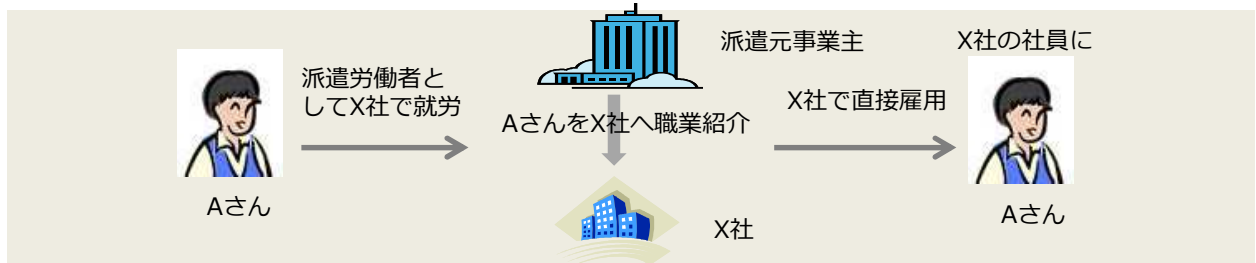 派遣労働者と
してX社で就労
Aさん
派遣元事業主
AさんをX社へ職業紹介
X社
X社で直接雇用
X社の社員に
Aさん